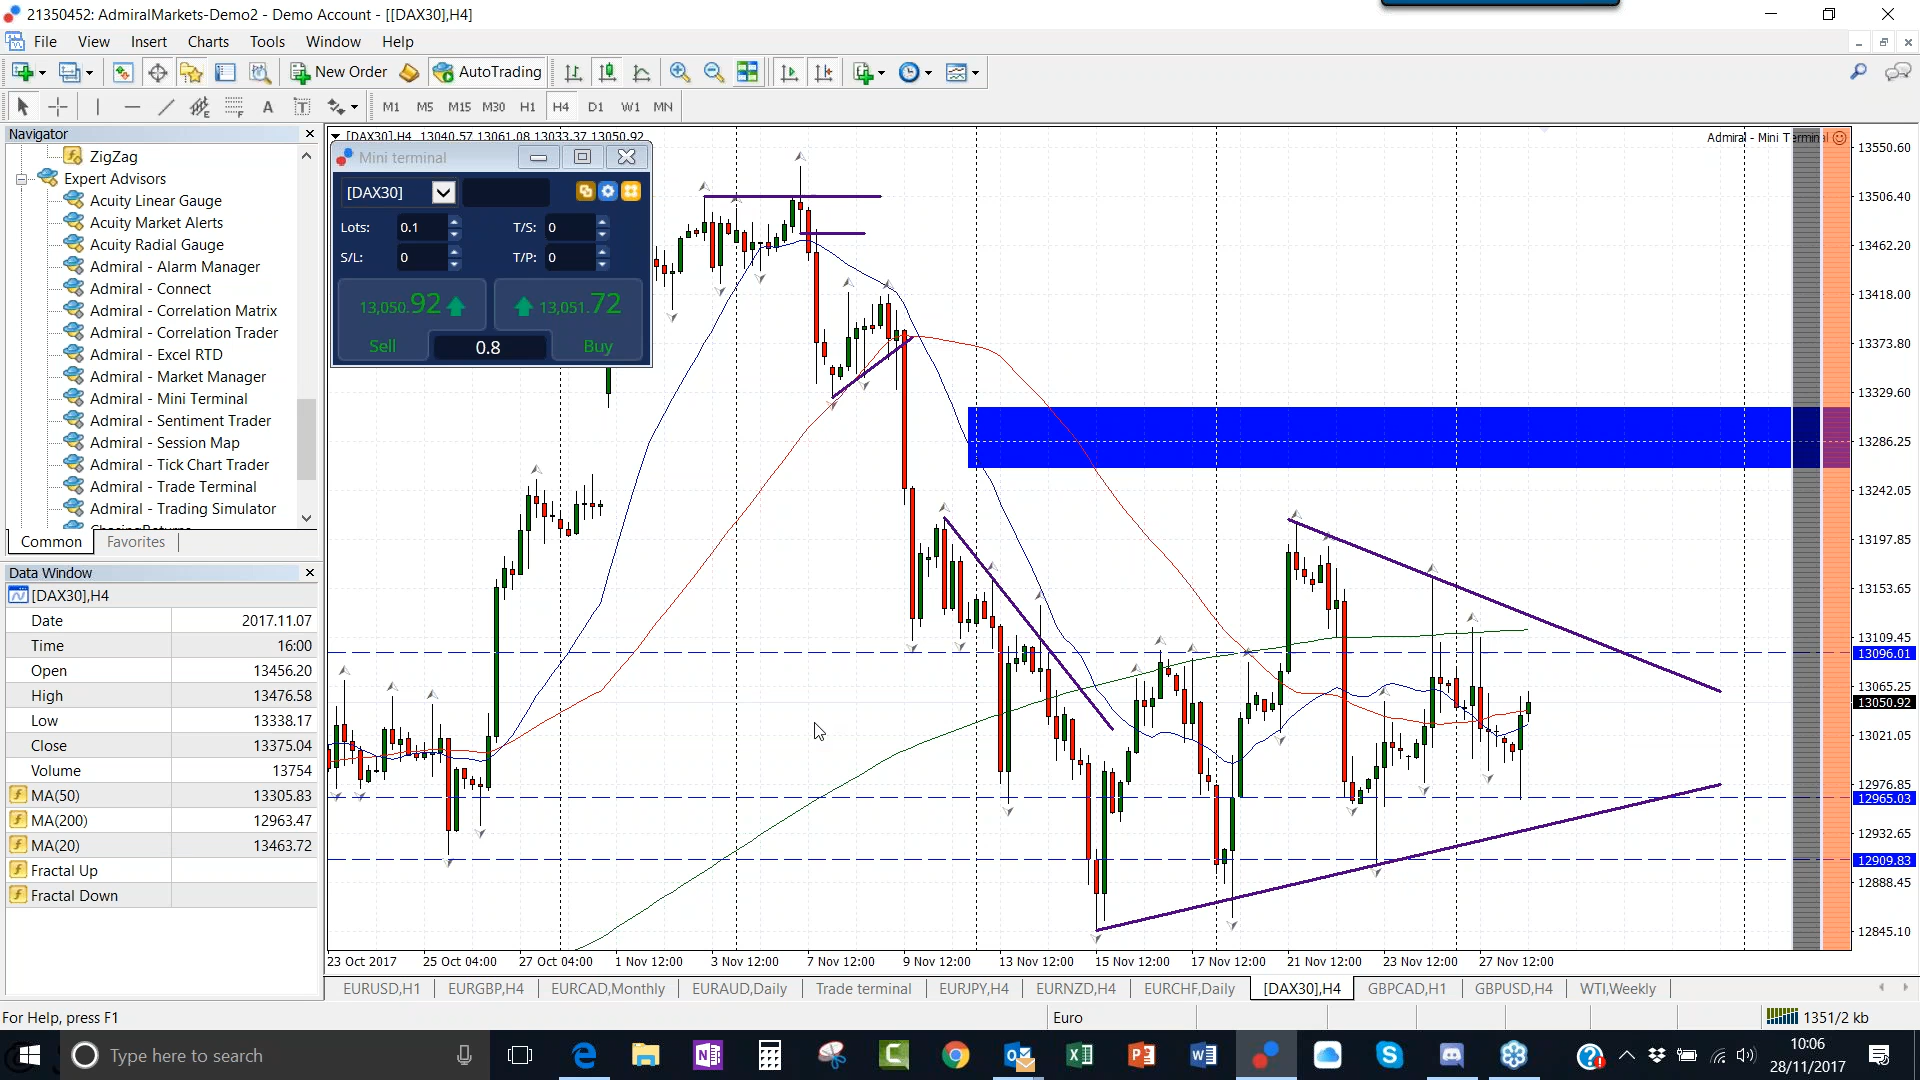 21350452: AdmiralMarkets-Demo2 - Demo Account - [[DAX30],H4]
File View Insert Charts Tools Window Help
New Order AutoTrading
A T M1 M5 M15 M30 H1 H4 D1 W1 MN
Navigator
ZigZag
Expert Advisors
Acuity Linear Gauge
Acuity Market Alerts
Acuity Radial Gauge
Admiral - Alarm Manager
Admiral - Connect
Admiral - Correlation Matrix
Admiral - Correlation Trader
Admiral - Excel RTD
Admiral - Market Manager
Admiral - Mini Terminal
Admiral - Sentiment Trader
Admiral - Session Map
Admiral - Tick Chart Trader
Admiral - Trade Terminal
Admiral - Trading Simulator
Common Favorites
Data Window
[DAX30],H4
Date 2017.11.07
Time 16:00
Open 13456.20
High 13476.58
Low 13338.17
Close 13375.04
Volume 13754
MA(50) 13305.83
MA(200) 12963.47
MA(20) 13463.72
Fractal Up
Fractal Down
[DAX30],H4 13040.57 13061.08 13033.37 13050.92
Mini terminal
[DAX30]
Lots: 0.1 T/S: 0
S/L: 0 T/P: 0
13,050.92 13,051.72
Sell 0.8 Buy
Admiral - Mini Terminal
13550.60
13506.40
13462.20
13418.00
13373.80
13329.60
13286.25
13242.05
13197.85
13153.65
13109.45
13096.01
13065.25
13050.92
13021.05
12976.85
12965.03
12932.65
12909.83
12888.45
12845.10
23 Oct 2017 25 Oct 04:00 27 Oct 04:00 1 Nov 12:00 3 Nov 12:00 7 Nov 12:00 9 Nov 12:00 13 Nov 12:00 15 Nov 12:00 17 Nov 12:00 21 Nov 12:00 23 Nov 12:00 27 Nov 12:00
EURUSD,H1 EURGBP,H4 EURCAD,Monthly EURAUD,Daily Trade terminal EURJPY,H4 EURNZD,H4 EURCHF,Daily [DAX30],H4 GBPCAD,H1 GBPUSD,H4 WTI,Weekly
For Help, press F1 Euro 1351/2 kb
Type here to search
10:06
28/11/2017